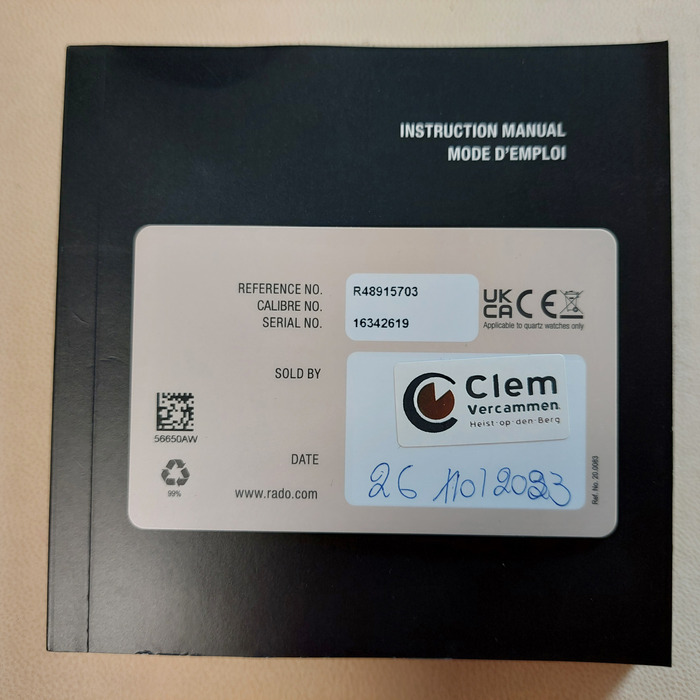 INSTRUCTION MANUAL
MODE D'EMPLOI
REFERENCE NO. R48915703
CALIBRE NO.
SERIAL NO. 16342619
UK CA CE
Applicable to quartz watches only
SOLD BY
Clem
Vercammen
Heist-op-den-Berg
56650AW
DATE 26
99%
www.rado.com
Ref. No. 20.0083